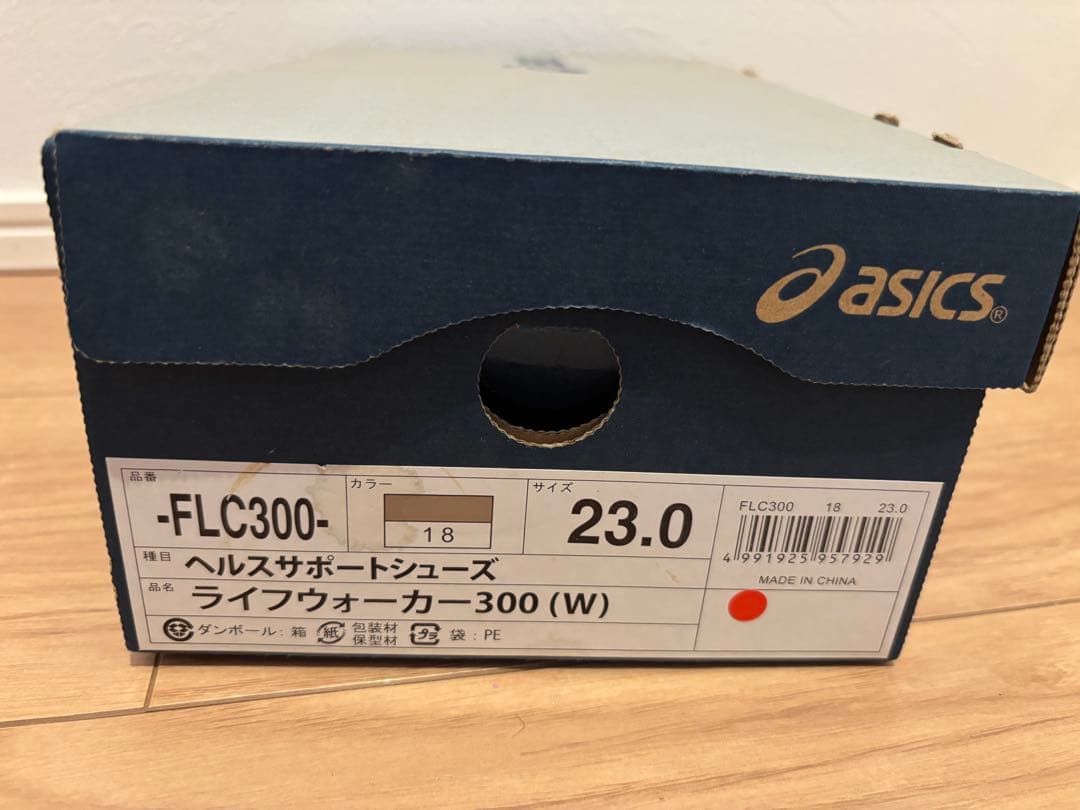 asics®
品番
-FLC300-
カラー
18
サイズ
23.0
FLC300 18 23.0
4 991925 957929
MADE IN CHINA
種目 ヘルスサポートシューズ
品名 ライフウォーカー300 (W)
ダンボール : 箱 紙 包装材 保型材 プラ 袋 : PE